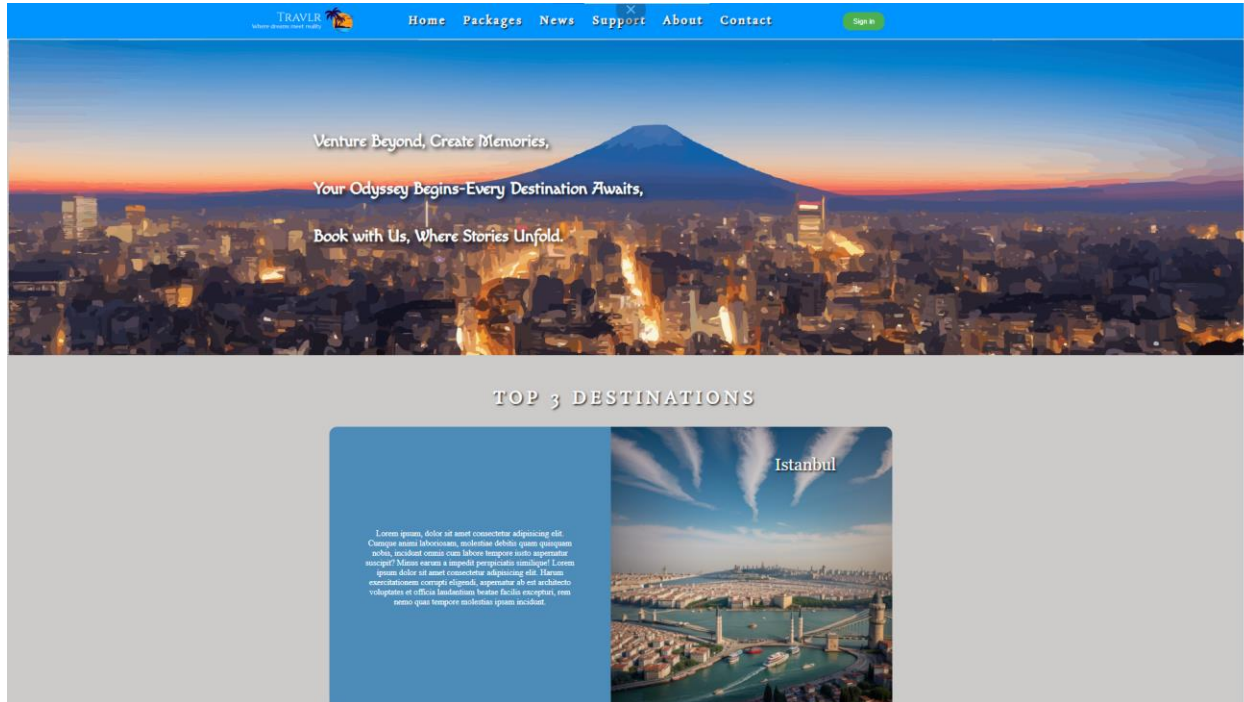 TRAVLR
Where dreams meet reality
Home Packages News Support About Contact
Sign in
Venture Beyond, Create Memories,
Your Odyssey Begins-Every Destination Awaits,
Book with Us, Where Stories Unfold.
TOP 3 DESTINATIONS
Istanbul
Lorem ipsum, dolor sit amet consectetur adipisicing elit.
Cumque animi laboriosam, molestiae debitis quam quisquam
nobis, incidunt omnis cum labore tempore iusto aspernatur
suscipit? Minus earum a impedit perspiciatis similique! Lorem
ipsum dolor sit amet consectetur adipisicing elit. Harum
exercitationem corrupti eligendi, aspernatur ab est architecto
voluptates et officia laudantium beatae facilis excepturi, rem
nemo quas tempore molestias ipsam incidunt.